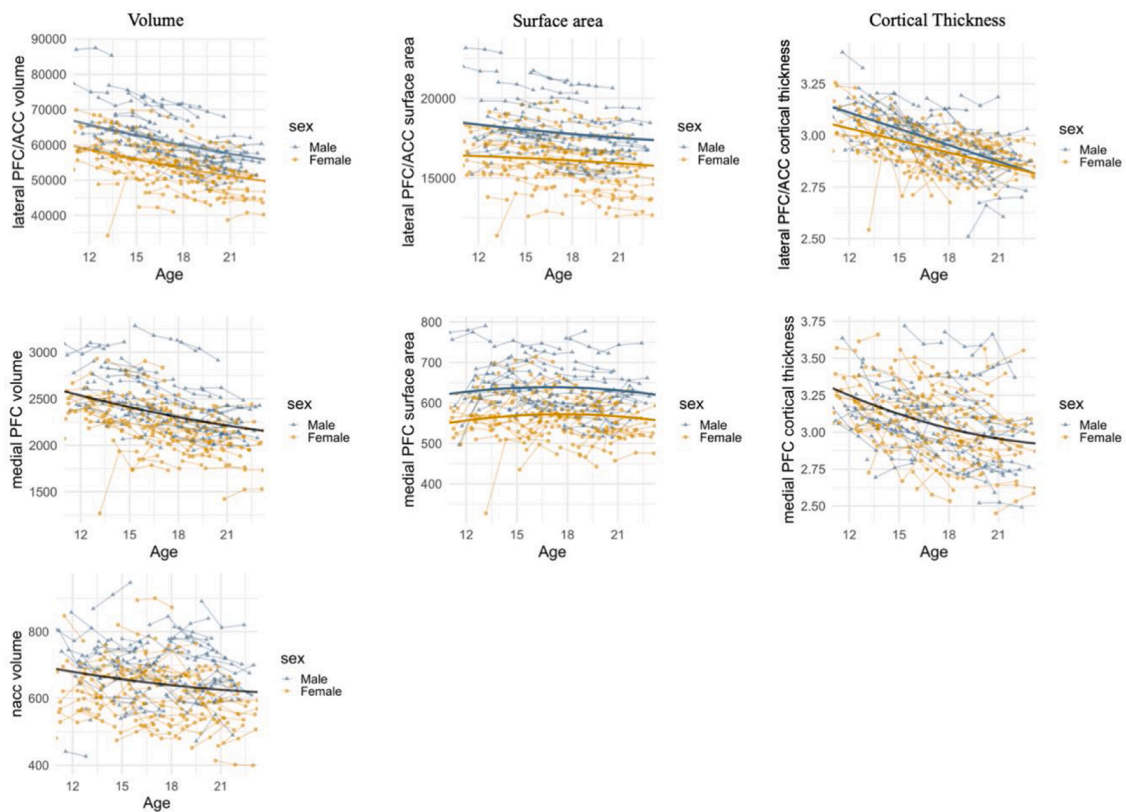 Volume
Surface area
Cortical Thickness
lateral PFC/ACC volume
90000
80000
70000
60000
50000
40000
12
15
18
21
Age
sex
Male
Female
lateral PFC/ACC surface area
20000
15000
12
15
18
21
Age
sex
Male
Female
lateral PFC/ACC cortical thickness
3.25
3.00
2.75
2.50
12
15
18
21
Age
sex
Male
Female
medial PFC volume
3000
2500
2000
1500
12
15
18
21
Age
sex
Male
Female
medial PFC surface area
800
700
600
500
400
12
15
18
21
Age
sex
Male
Female
medial PFC cortical thickness
3.75
3.50
3.25
3.00
2.75
2.50
12
15
18
21
Age
sex
Male
Female
nacc volume
800
600
400
12
15
18
21
Age
sex
Male
Female